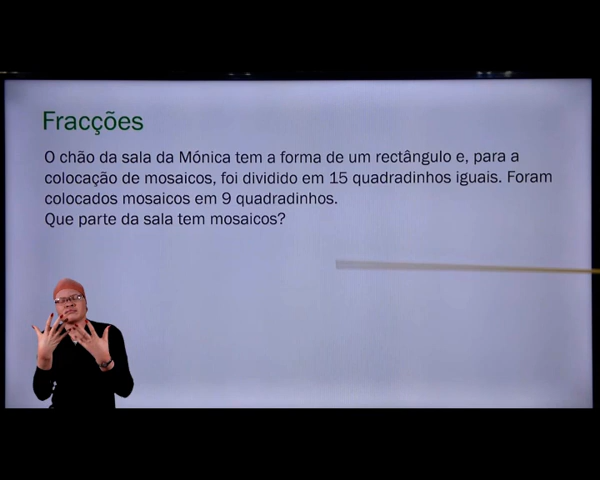 Fracções
O chão da sala da Mónica tem a forma de um rectângulo e, para a
colocação de mosaicos, foi dividido em 15 quadradinhos iguais. Foram
colocados mosaicos em 9 quadradinhos.
Que parte da sala tem mosaicos?